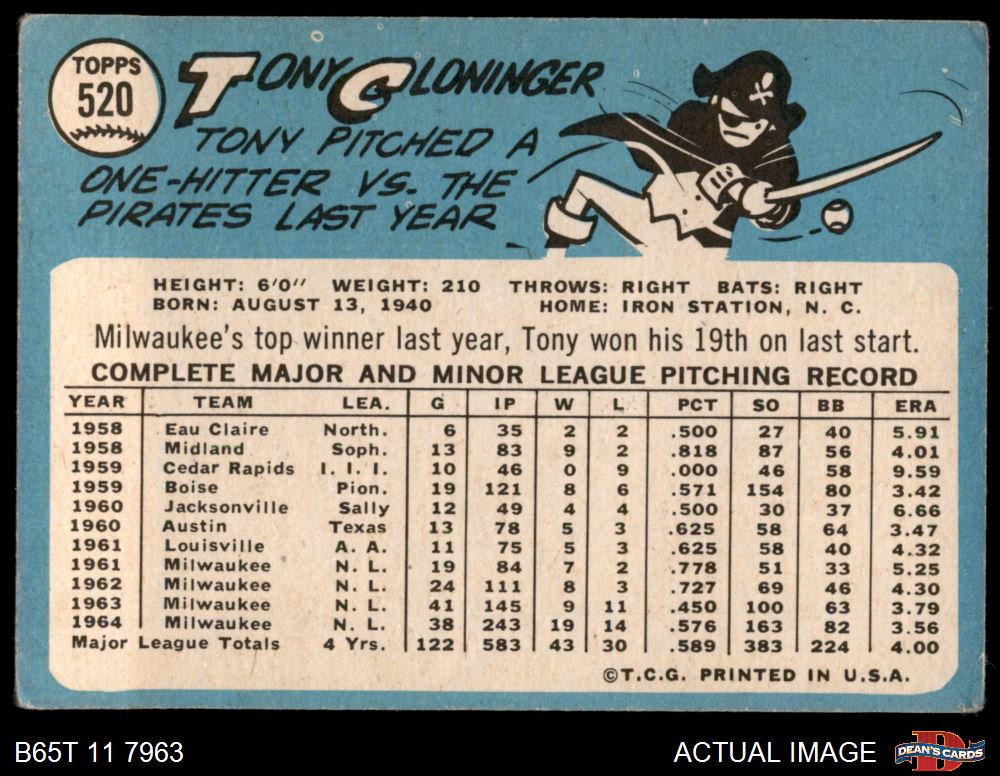 TOPPS
520
TONY CLONINGER
TONY PITCHED A
ONE-HITTER VS. THE
PIRATES LAST YEAR
HEIGHT: 6'0" WEIGHT: 210 THROWS: RIGHT BATS: RIGHT
BORN: AUGUST 13, 1940 HOME: IRON STATION, N. C.
Milwaukee's top winner last year, Tony won his 19th on last start.
COMPLETE MAJOR AND MINOR LEAGUE PITCHING RECORD
YEAR TEAM LEA. G IP W L PCT SO BB ERA
1958 Eau Claire North. 6 35 2 2 .500 27 40 5.91
1958 Midland Soph. 13 83 9 2 .818 87 56 4.01
1959 Cedar Rapids I. I. I. 10 46 0 9 .000 46 58 9.59
1959 Boise Pion. 19 121 8 6 .571 154 80 3.42
1960 Jacksonville Sally 12 49 4 4 .500 30 37 6.66
1960 Austin Texas 13 78 5 3 .625 58 64 3.47
1961 Louisville A. A. 11 75 5 3 .625 58 40 4.32
1961 Milwaukee N. L. 19 84 7 2 .778 51 33 5.25
1962 Milwaukee N. L. 24 111 8 3 .727 69 46 4.30
1963 Milwaukee N. L. 41 145 9 11 .450 100 63 3.79
1964 Milwaukee N. L. 38 243 19 14 .576 163 82 3.56
Major League Totals 4 Yrs. 122 583 43 30 .589 383 224 4.00
©T.C.G. PRINTED IN U.S.A.
B65T 11 7963 ACTUAL IMAGE DEAN'S CARDS